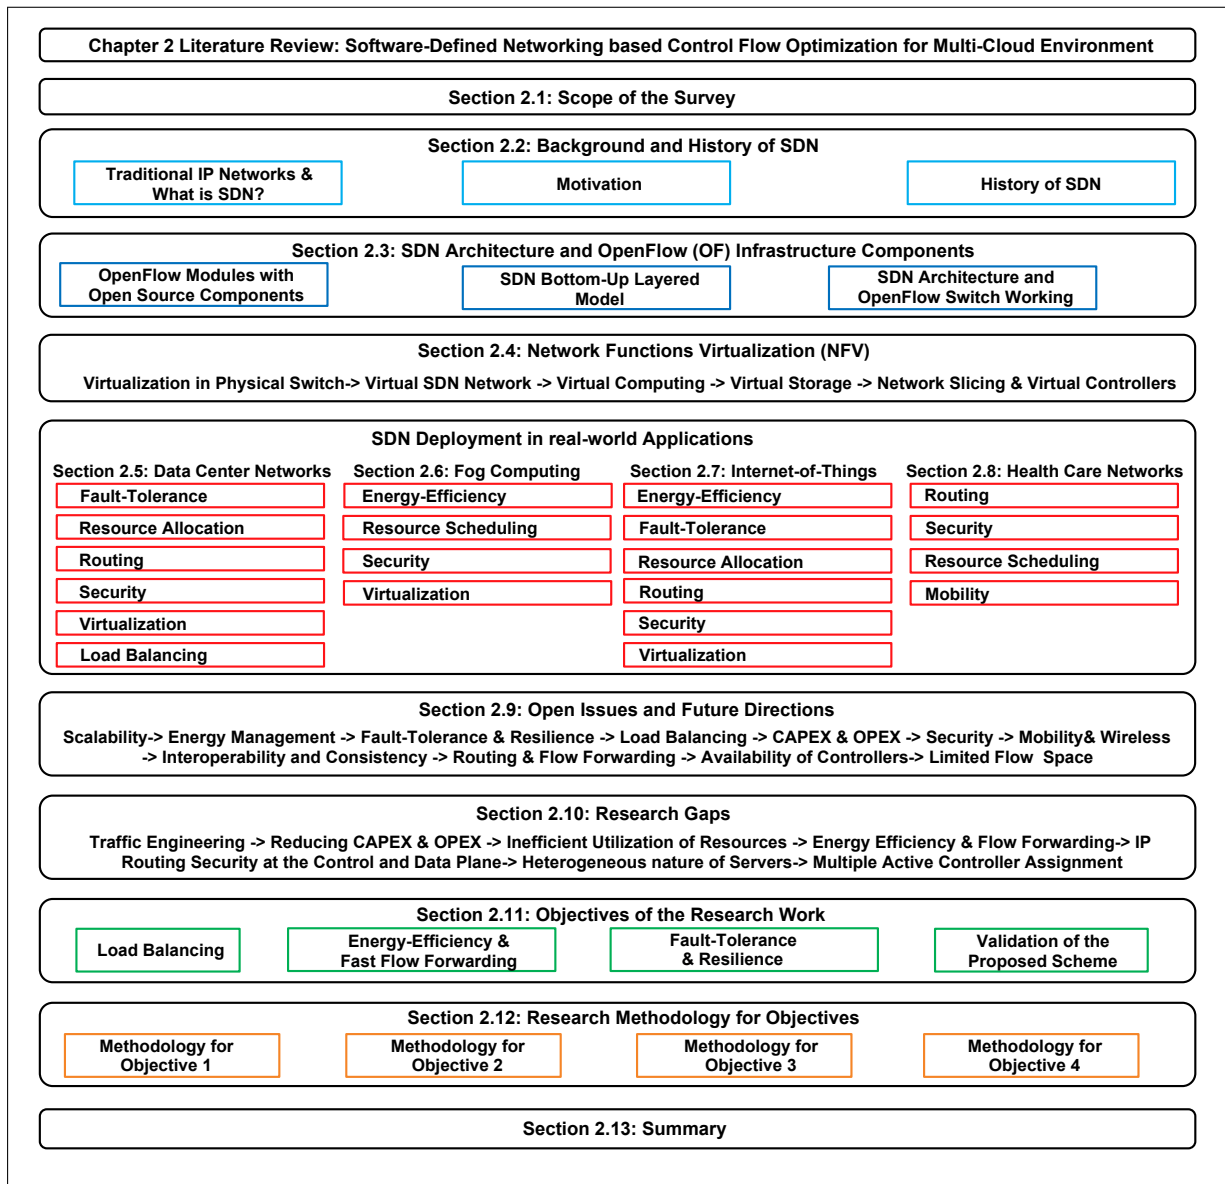 Chapter 2 Literature Review: Software-Defined Networking based Control Flow Optimization for Multi-Cloud Environment
Section 2.1: Scope of the Survey
Section 2.2: Background and History of SDN
Traditional IP Networks &
What is SDN?
Motivation
History of SDN
Section 2.3: SDN Architecture and OpenFlow (OF) Infrastructure Components
OpenFlow Modules with
Open Source Components
SDN Bottom-Up Layered
Model
SDN Architecture and
OpenFlow Switch Working
Section 2.4: Network Functions Virtualization (NFV)
Virtualization in Physical Switch-> Virtual SDN Network -> Virtual Computing -> Virtual Storage -> Network Slicing & Virtual Controllers
SDN Deployment in real-world Applications
Section 2.5: Data Center Networks
Fault-Tolerance
Resource Allocation
Routing
Security
Virtualization
Load Balancing
Section 2.6: Fog Computing
Energy-Efficiency
Resource Scheduling
Security
Virtualization
Section 2.7: Internet-of-Things
Energy-Efficiency
Fault-Tolerance
Resource Allocation
Routing
Security
Virtualization
Section 2.8: Health Care Networks
Routing
Security
Resource Scheduling
Mobility
Section 2.9: Open Issues and Future Directions
Scalability-> Energy Management -> Fault-Tolerance & Resilience -> Load Balancing -> CAPEX & OPEX -> Security -> Mobility& Wireless
-> Interoperability and Consistency -> Routing & Flow Forwarding -> Availability of Controllers-> Limited Flow Space
Section 2.10: Research Gaps
Traffic Engineering -> Reducing CAPEX & OPEX -> Inefficient Utilization of Resources -> Energy Efficiency & Flow Forwarding-> IP
Routing Security at the Control and Data Plane-> Heterogeneous nature of Servers-> Multiple Active Controller Assignment
Section 2.11: Objectives of the Research Work
Load Balancing
Energy-Efficiency &
Fast Flow Forwarding
Fault-Tolerance
& Resilience
Validation of the
Proposed Scheme
Section 2.12: Research Methodology for Objectives
Methodology for
Objective 1
Methodology for
Objective 2
Methodology for
Objective 3
Methodology for
Objective 4
Section 2.13: Summary